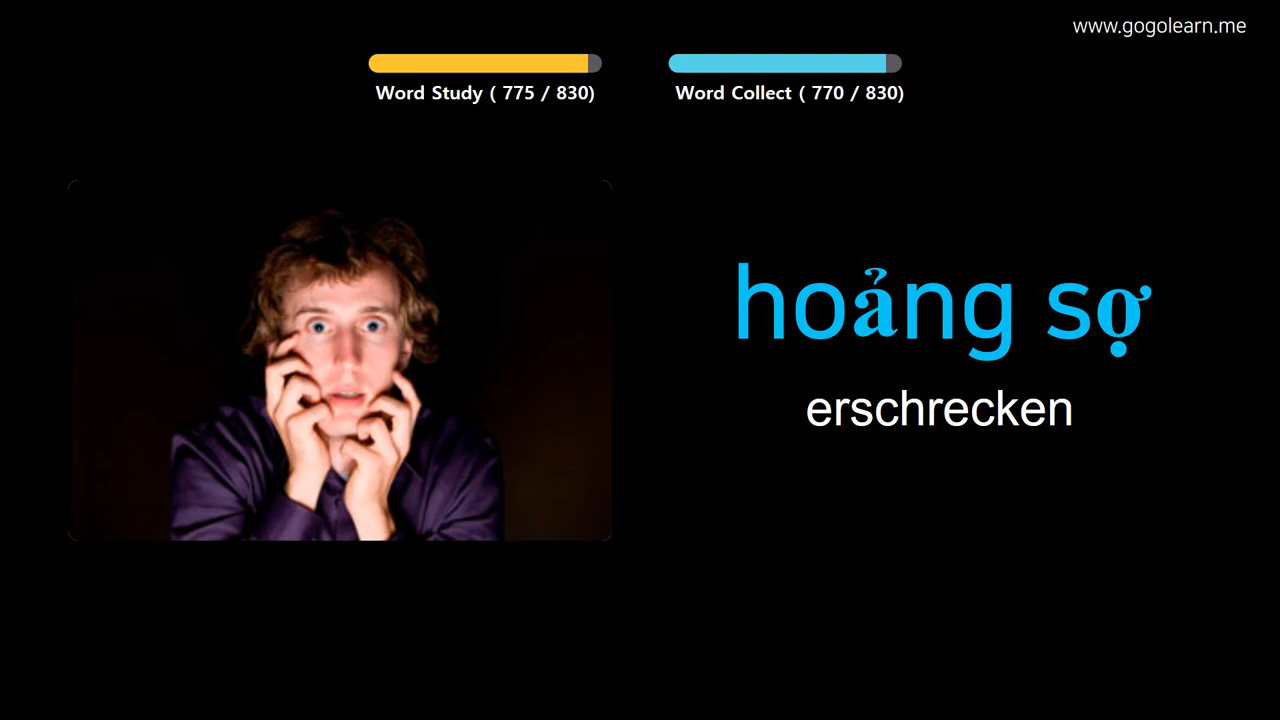 www.gogolearn.me
Word Study ( 775 / 830)
Word Collect ( 770 / 830)
hoảng sợ
erschrecken